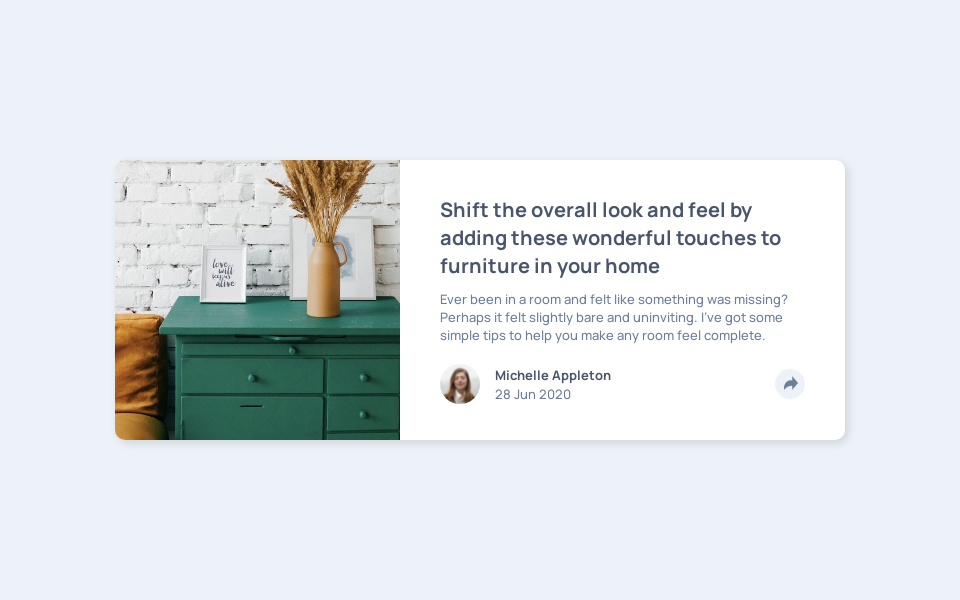 love
will
keep us
alive
Shift the overall look and feel by
adding these wonderful touches to
furniture in your home
Ever been in a room and felt like something was missing?
Perhaps it felt slightly bare and uninviting. I've got some
simple tips to help you make any room feel complete.
Michelle Appleton
28 Jun 2020